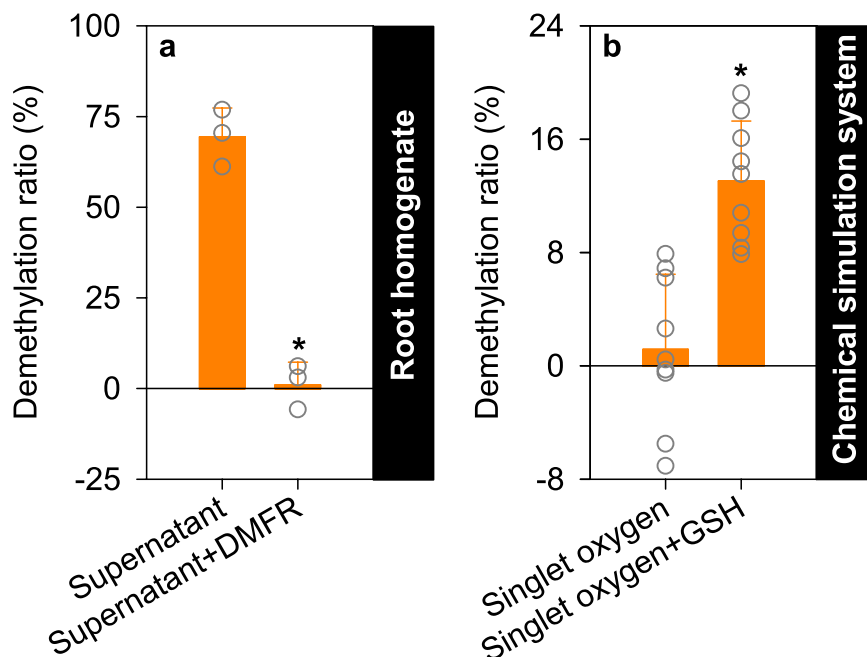 a
Demethylation ratio (%)
100
75
50
25
0
-25
*
Supernatant
Supernatant+DMFR
Root homogenate
b
Demethylation ratio (%)
24
16
8
0
-8
*
Singlet oxygen
Singlet oxygen+GSH
Chemical simulation system